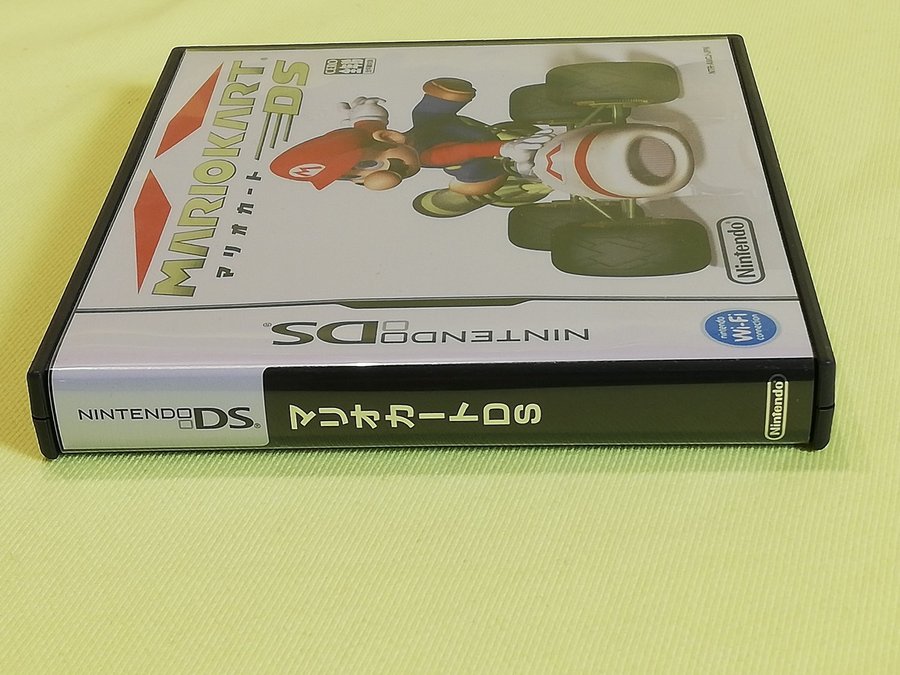 MARIOKART
DS
マリオカート
CERO
M
Nintendo
NINTENDO DS
Nintendo
Wi-Fi
connection
NINTENDO DS
マリオカートDS
Nintendo